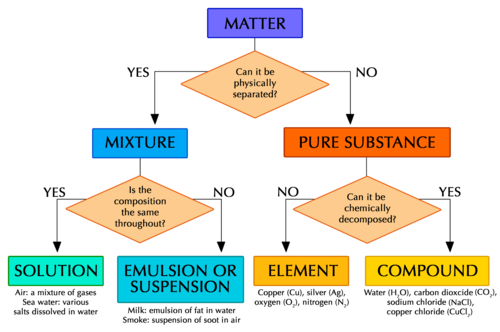 MATTER
YES
Can it be
physically
separated?
NO
MIXTURE
PURE SUBSTANCE
YES
Is the
composition
the same
throughout?
NO
NO
Can it be
chemically
decomposed?
YES
SOLUTION
Air: a mixture of gases
Sea water: various
salts dissolved in water
EMULSION OR
SUSPENSION
Milk: emulsion of fat in water
Smoke: suspension of soot in air
ELEMENT
Copper (Cu), silver (Ag),
oxygen (O₂), nitrogen (N₂)
COMPOUND
Water (H₂O), carbon dioxcide (CO₂),
sodium chloride (NaCl),
copper chloride (CuCl₂)